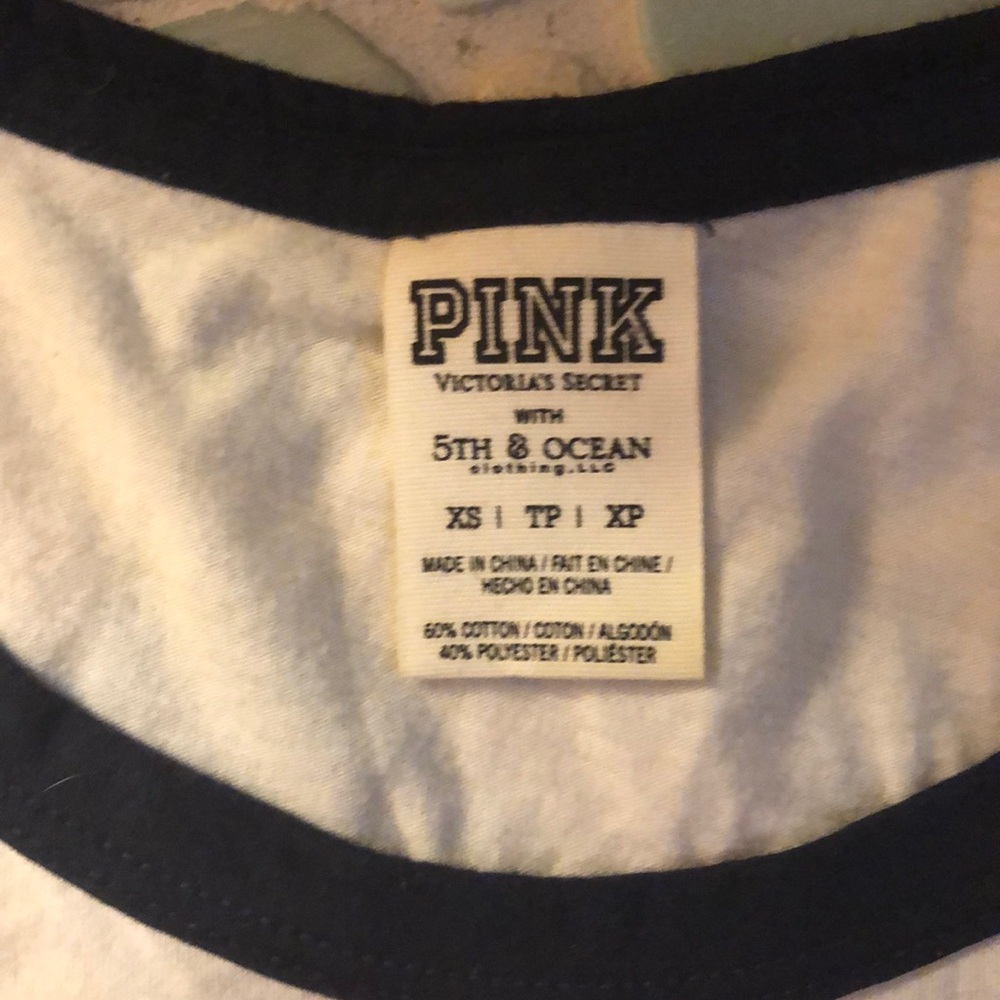 PINK
VICTORIA'S SECRET
WITH
5TH & OCEAN
clothing, LLC
XS | TP | XP
MADE IN CHINA / FAIT EN CHINE /
HECHO EN CHINA
60% COTTON / COTON / ALGODÓN
40% POLYESTER / POLIÉSTER